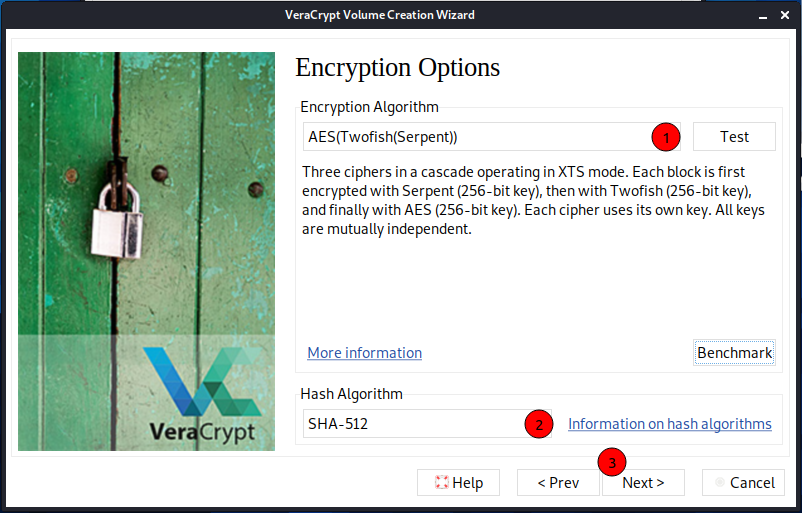 VeraCrypt Volume Creation Wizard
Encryption Options
Encryption Algorithm
AES(Twofish(Serpent))
1
Test
Three ciphers in a cascade operating in XTS mode. Each block is first
encrypted with Serpent (256-bit key), then with Twofish (256-bit key),
and finally with AES (256-bit key). Each cipher uses its own key. All keys
are mutually independent.
More information
Benchmark
VeraCrypt
Hash Algorithm
SHA-512
2
Information on hash algorithms
3
Help
< Prev
Next >
Cancel